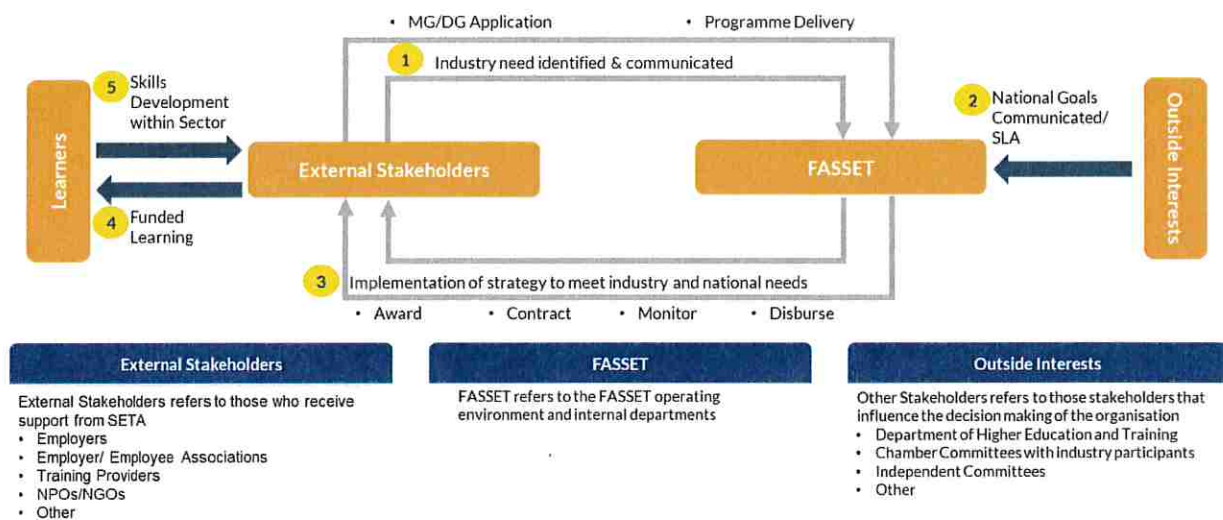 • MG/DG Application
• Programme Delivery
1
Industry need identified & communicated
5
Skills
Development
within Sector
2
National Goals
Communicated/
SLA
Learners
External Stakeholders
FASSET
Outside Interests
4
Funded
Learning
3
Implementation of strategy to meet industry and national needs
• Award
• Contract
• Monitor
• Disburse
External Stakeholders
External Stakeholders refers to those who receive
support from SETA
• Employers
• Employer/ Employee Associations
• Training Providers
• NPOs/NGOs
• Other
FASSET
FASSET refers to the FASSET operating
environment and internal departments
Outside Interests
Other Stakeholders refers to those stakeholders that
influence the decision making of the organisation
• Department of Higher Education and Training
• Chamber Committees with industry participants
• Independent Committees
• Other